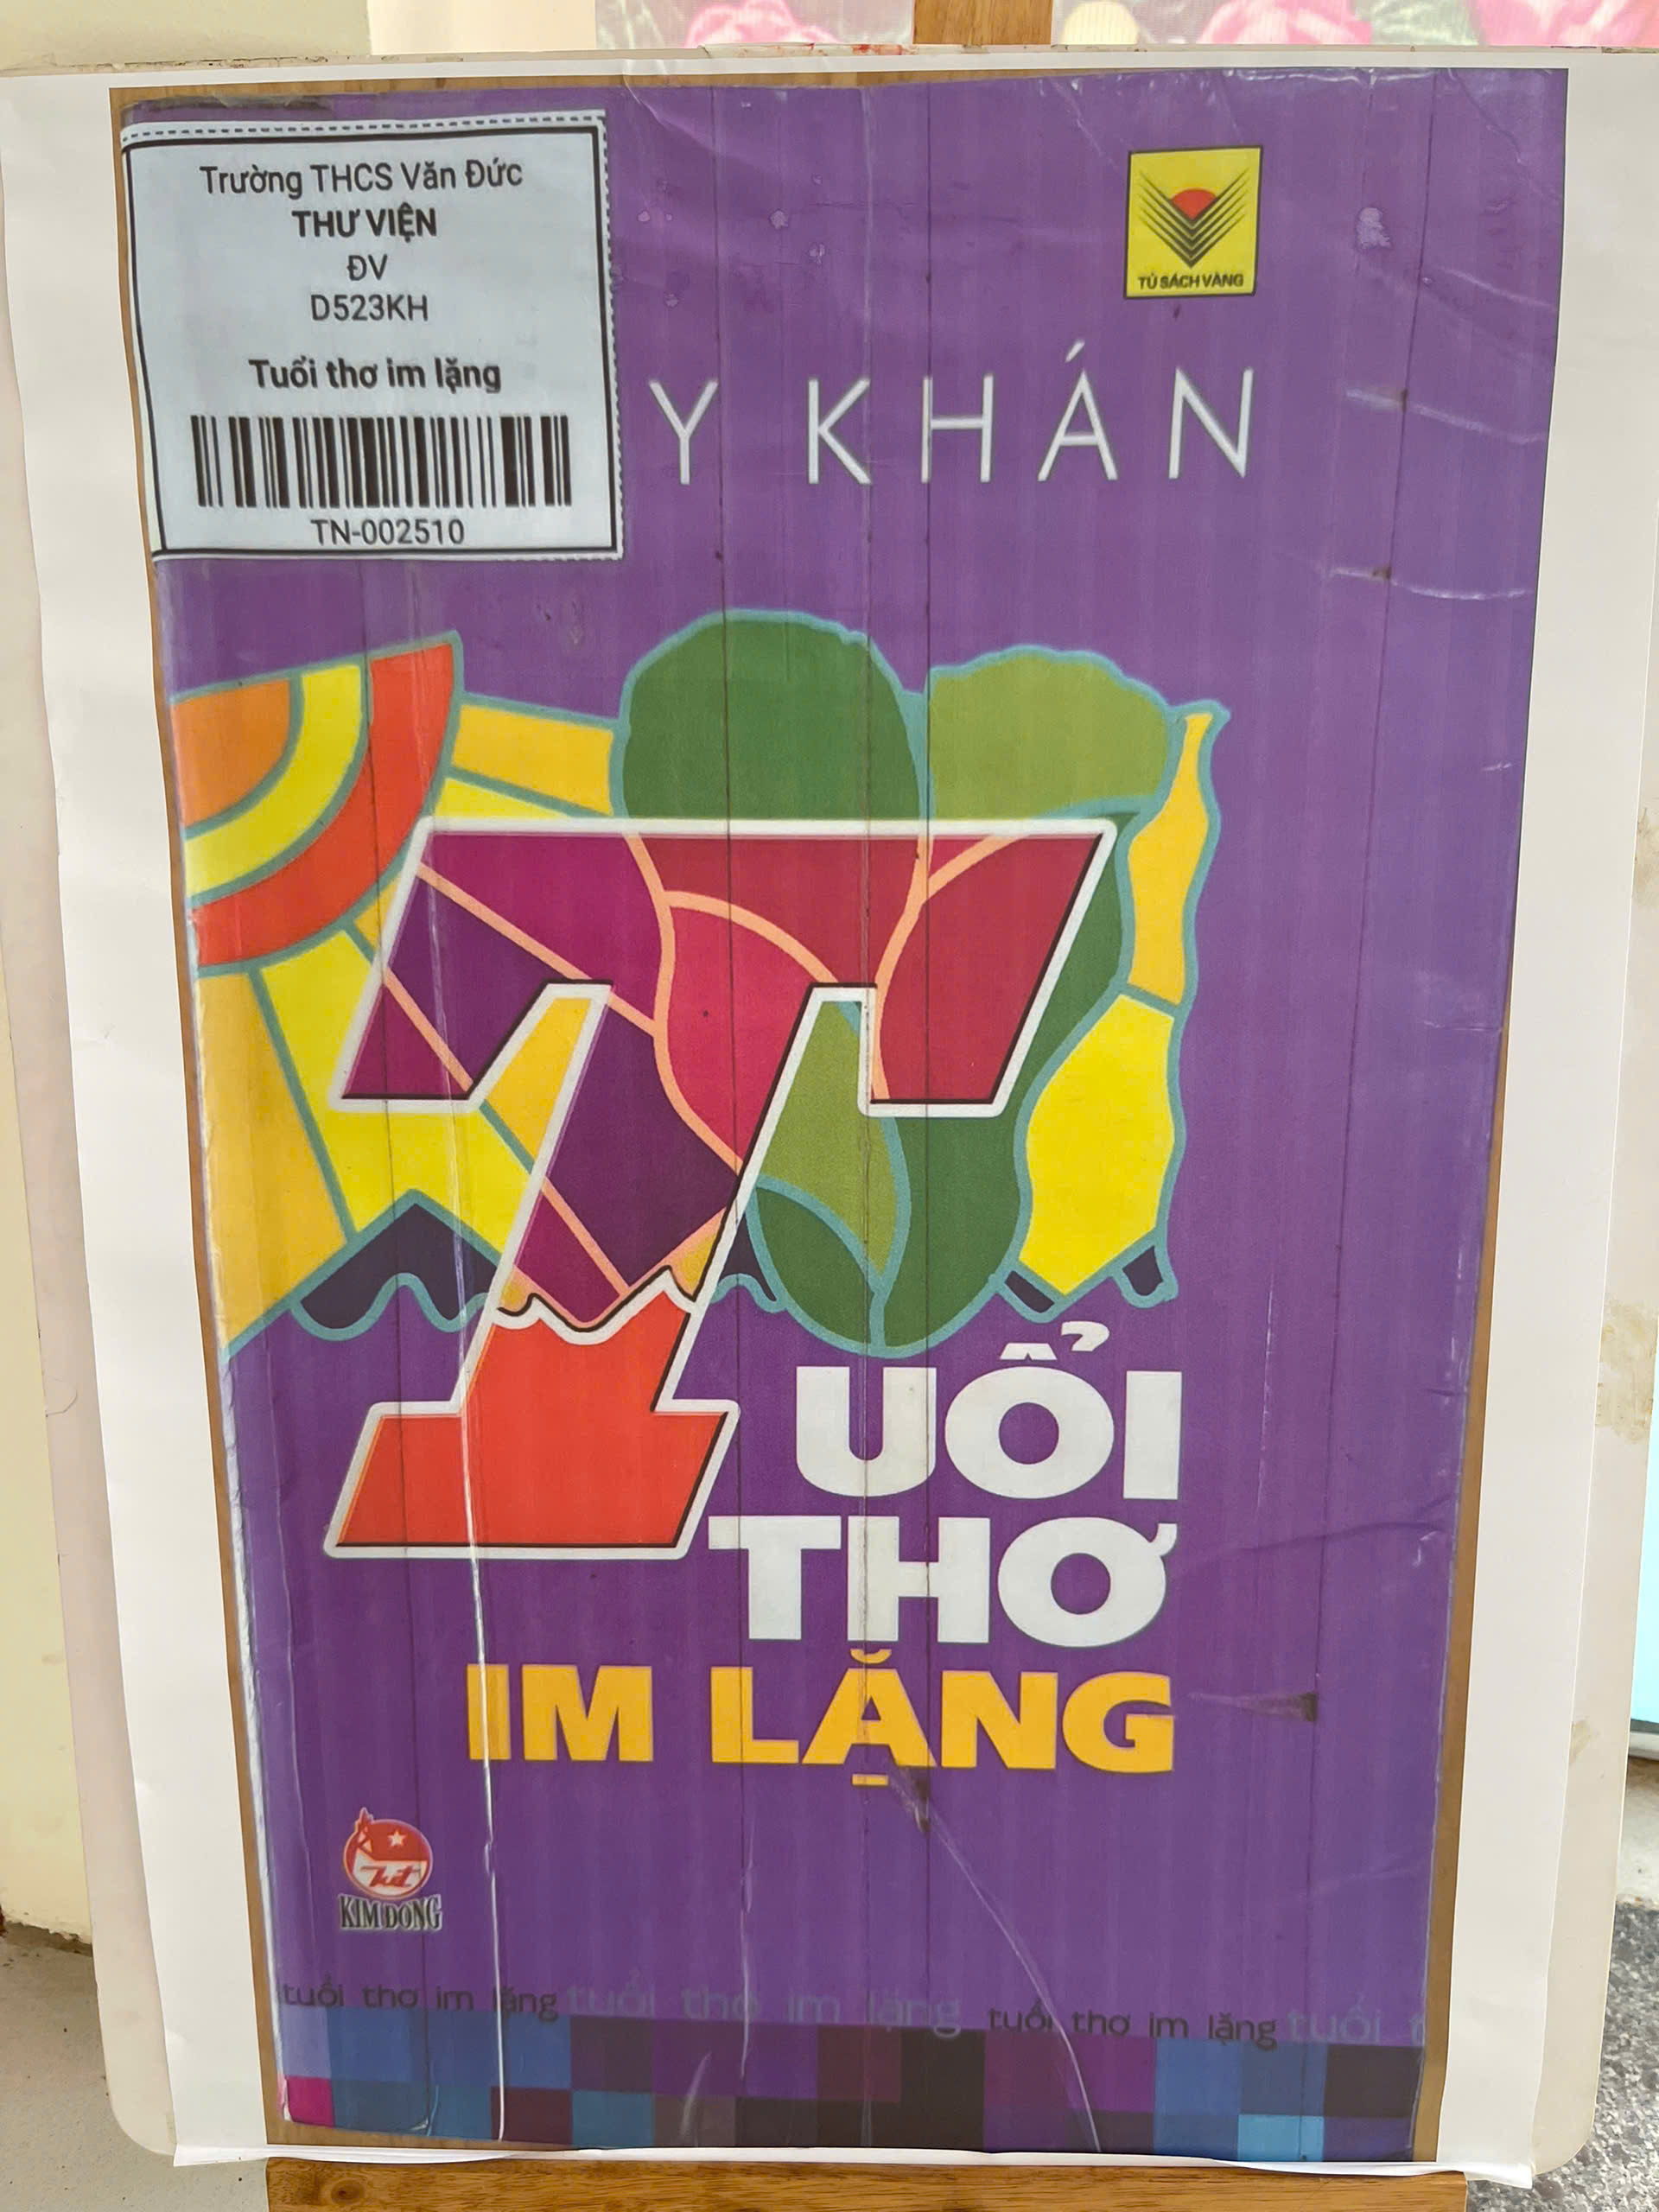 Trường THCS Văn Đức
THƯ VIỆN
ĐV
D523KH
Tuổi thơ im lặng
TN-002510
TỦ SÁCH VÀNG
Y KHÁN
TUỔI
THƠ
IM LẶNG
KIM ĐỒNG
tuổi thơ im lặng tuổi thơ im lặng tuổi thơ im lặng tuổi